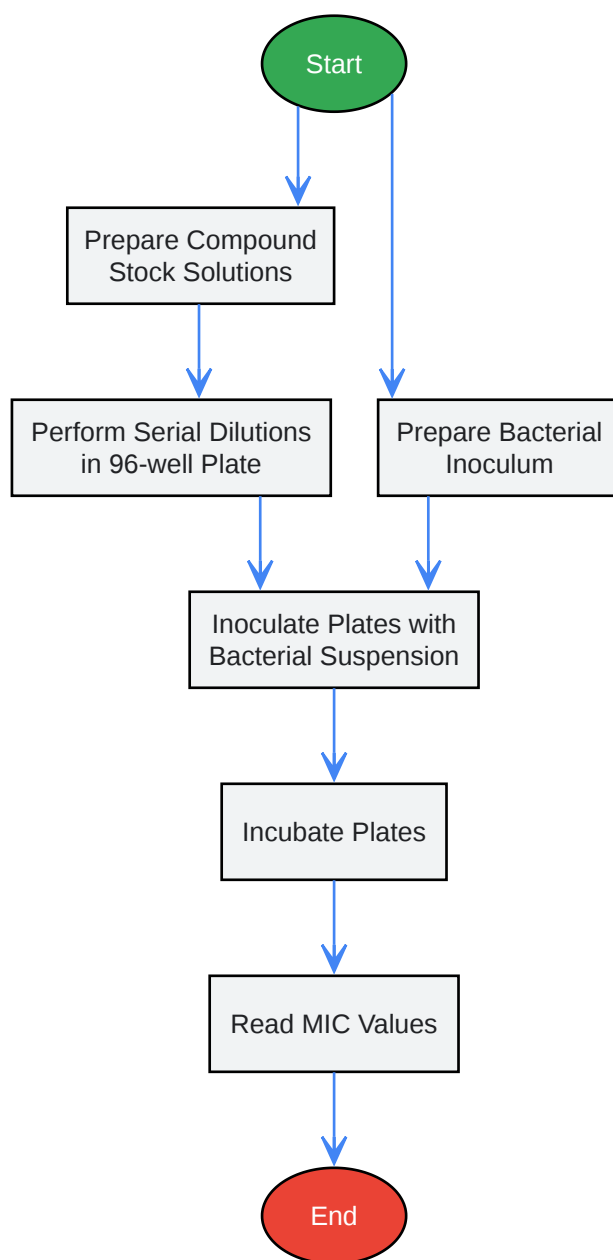 Start
Prepare Compound
Stock Solutions
Perform Serial Dilutions
in 96-well Plate
Prepare Bacterial
Inoculum
Inoculate Plates with
Bacterial Suspension
Incubate Plates
Read MIC Values
End